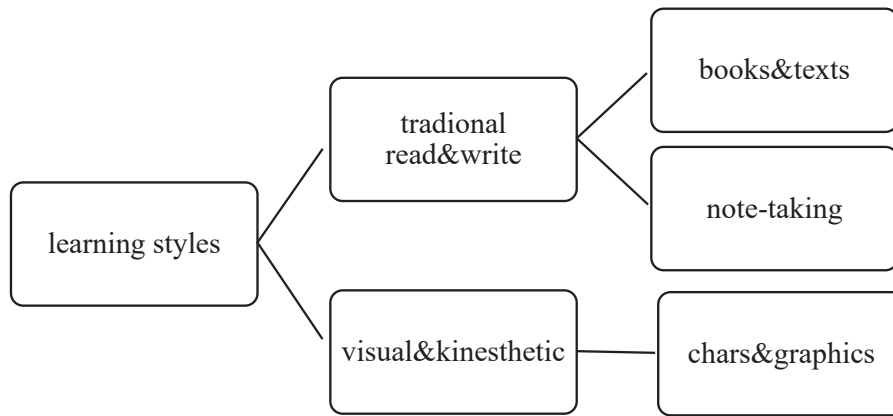 books&texts
tradional
read&write
note-taking
learning styles
visual&kinesthetic
chars&graphics